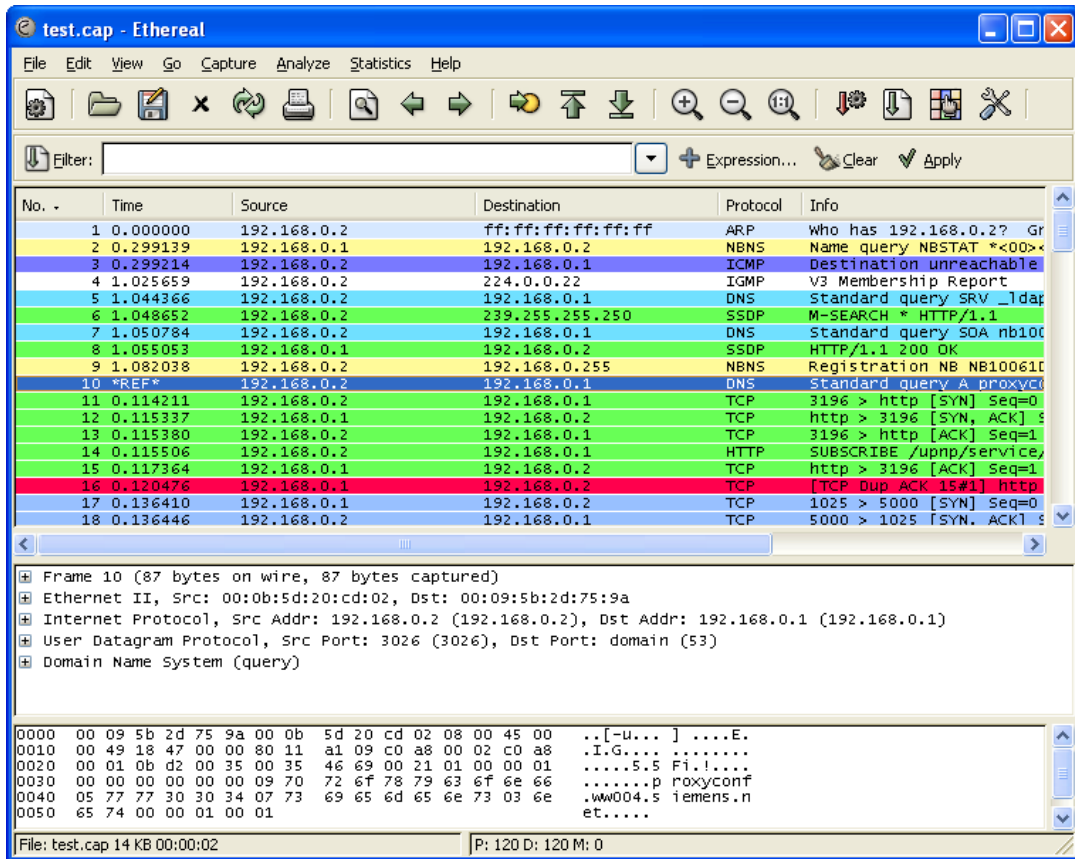 test.cap - Ethereal
File Edit View Go Capture Analyze Statistics Help
Filter: Expression... Clear Apply
No. Time Source Destination Protocol Info
1 0.000000 192.168.0.2 ff:ff:ff:ff:ff:ff ARP Who has 192.168.0.2? Gr
2 0.299139 192.168.0.1 192.168.0.2 NBNS Name query NBSTAT *<00><
3 0.299214 192.168.0.2 192.168.0.1 ICMP Destination unreachable
4 1.025659 192.168.0.2 224.0.0.22 IGMP V3 Membership Report
5 1.044366 192.168.0.2 192.168.0.1 DNS Standard query SRV _ldap
6 1.048652 192.168.0.2 239.255.255.250 SSDP M-SEARCH * HTTP/1.1
7 1.050784 192.168.0.2 192.168.0.1 DNS Standard query SOA nb100
8 1.055053 192.168.0.1 192.168.0.2 SSDP HTTP/1.1 200 OK
9 1.082038 192.168.0.2 192.168.0.255 NBNS Registration NB NB10061D
10 *REF* 192.168.0.2 192.168.0.1 DNS Standard query A proxyco
11 0.114211 192.168.0.2 192.168.0.1 TCP 3196 > http [SYN] Seq=0
12 0.115337 192.168.0.1 192.168.0.2 TCP http > 3196 [SYN, ACK] S
13 0.115380 192.168.0.2 192.168.0.1 TCP 3196 > http [ACK] Seq=1
14 0.115506 192.168.0.2 192.168.0.1 HTTP SUBSCRIBE /upnp/service/
15 0.117364 192.168.0.1 192.168.0.2 TCP http > 3196 [ACK] Seq=1
16 0.120476 192.168.0.1 192.168.0.2 TCP [TCP Dup ACK 15#1] http
17 0.136410 192.168.0.1 192.168.0.2 TCP 1025 > 5000 [SYN] Seq=0
18 0.136446 192.168.0.2 192.168.0.1 TCP 5000 > 1025 [SYN, ACK] S
Frame 10 (87 bytes on wire, 87 bytes captured)
Ethernet II, Src: 00:0b:5d:20:cd:02, Dst: 00:09:5b:2d:75:9a
Internet Protocol, Src Addr: 192.168.0.2 (192.168.0.2), Dst Addr: 192.168.0.1 (192.168.0.1)
User Datagram Protocol, Src Port: 3026 (3026), Dst Port: domain (53)
Domain Name System (query)
0000 00 09 5b 2d 75 9a 00 0b 5d 20 cd 02 08 00 45 00 ..[-u... ] ....E.
0010 00 49 18 47 00 00 80 11 a1 09 c0 a8 00 02 c0 a8 .I.G.... ........
0020 00 01 0b d2 00 35 00 35 46 69 00 21 01 00 00 01 .....5.5 Fi.!....
0030 00 00 00 00 00 00 09 70 72 6f 78 79 63 6f 6e 66 .......p roxyconf
0040 05 77 77 30 30 34 07 73 69 65 6d 65 6e 73 03 6e .ww004.s iemens.n
0050 65 74 00 00 01 00 01 et.....
File: test.cap 14 KB 00:00:02 P: 120 D: 120 M: 0